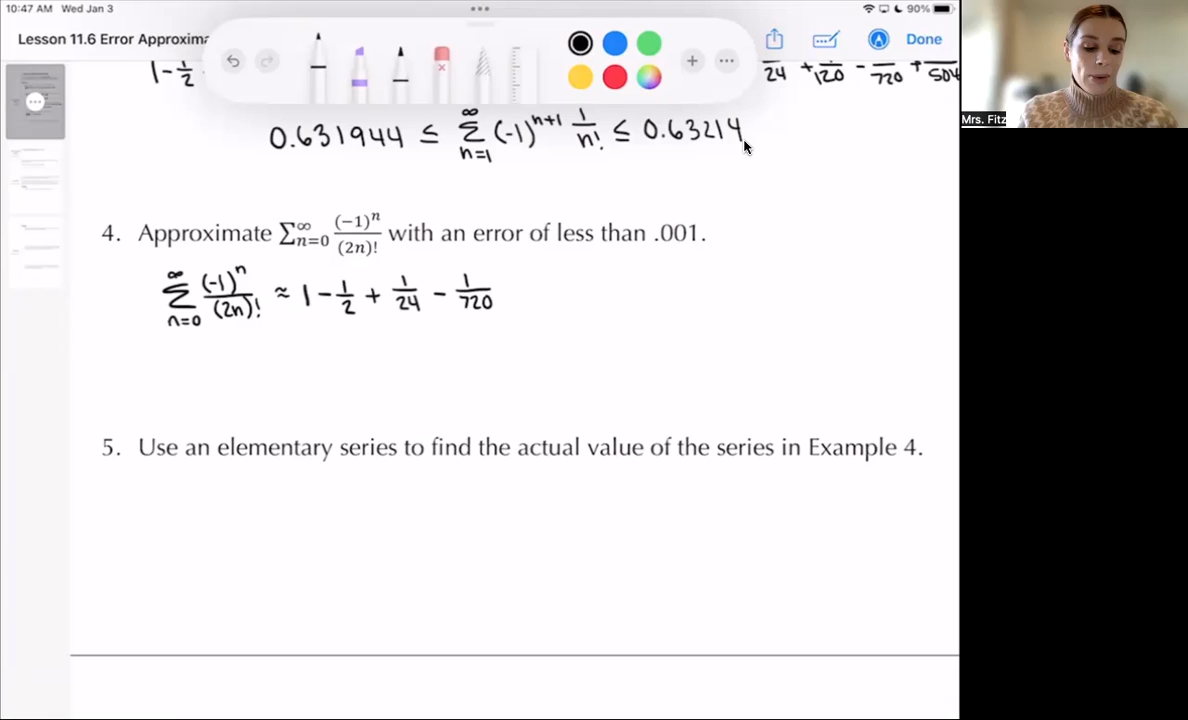 10:47 AM Wed Jan 3
90%
Lesson 11.6 Error Approxima
Done
1 - 1/2
24 + 120 - 720 + 504
0.631944 ≤ ∑_{n=1}^{∞} (-1)^{n+1} 1/n! ≤ 0.63214
4. Approximate ∑_{n=0}^{∞} (−1)^n/(2n)! with an error of less than .001.
∑_{n=0}^{∞} (-1)^n/(2n)! ≈ 1 - 1/2 + 1/24 - 1/720
5. Use an elementary series to find the actual value of the series in Example 4.
Mrs. Fitz